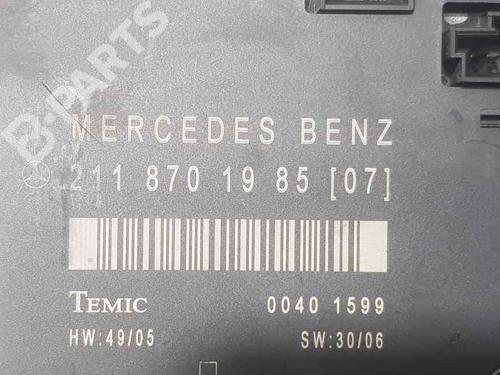 B-PARTS
MERCEDES BENZ
211 870 19 85 [07]
TEMIC 0040 1599
HW:49/05 SW:30/06